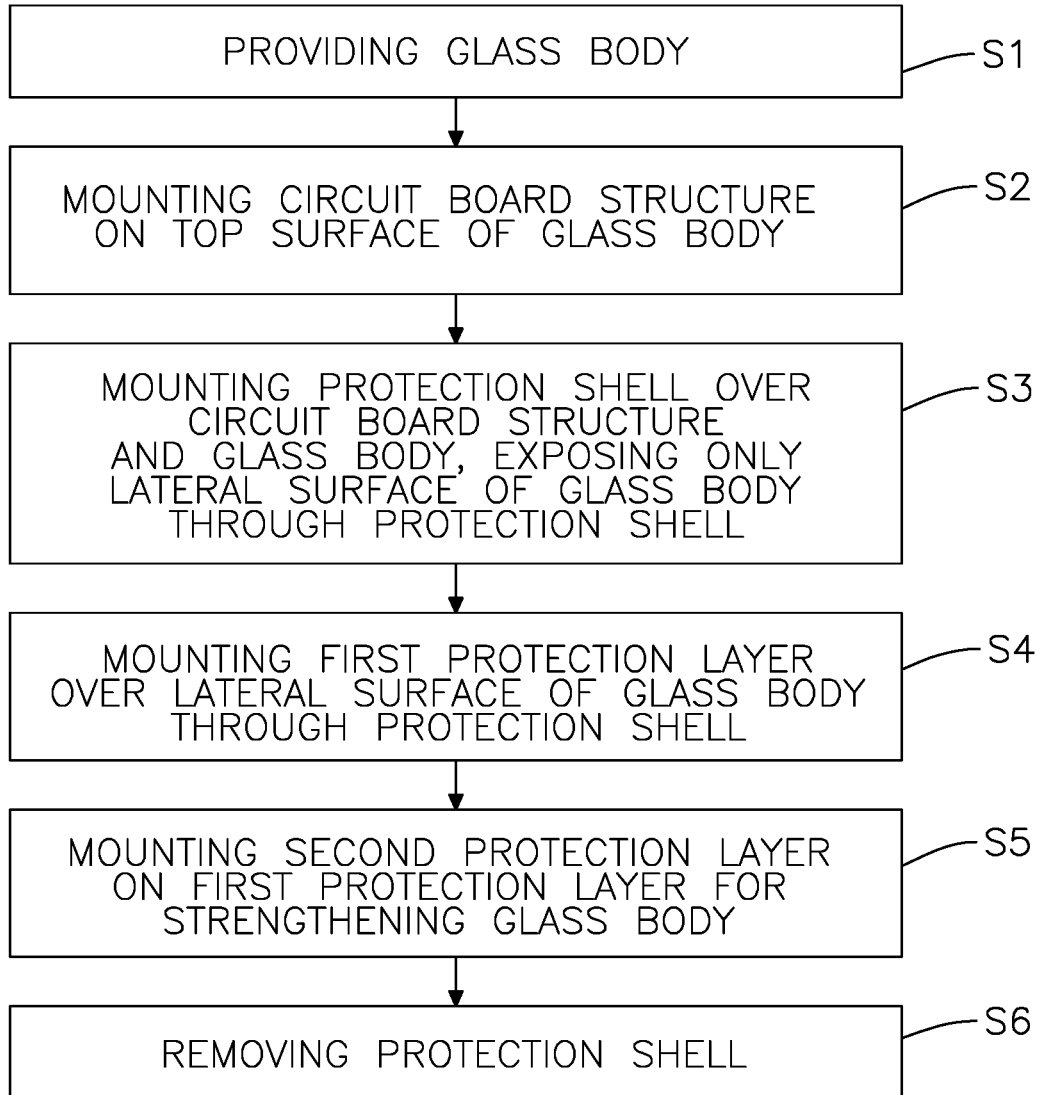 PROVIDING GLASS BODY
S1
MOUNTING CIRCUIT BOARD STRUCTURE
ON TOP SURFACE OF GLASS BODY
S2
MOUNTING PROTECTION SHELL OVER
CIRCUIT BOARD STRUCTURE
AND GLASS BODY, EXPOSING ONLY
LATERAL SURFACE OF GLASS BODY
THROUGH PROTECTION SHELL
S3
MOUNTING FIRST PROTECTION LAYER
OVER LATERAL SURFACE OF GLASS BODY
THROUGH PROTECTION SHELL
S4
MOUNTING SECOND PROTECTION LAYER
ON FIRST PROTECTION LAYER FOR
STRENGTHENING GLASS BODY
S5
REMOVING PROTECTION SHELL
S6